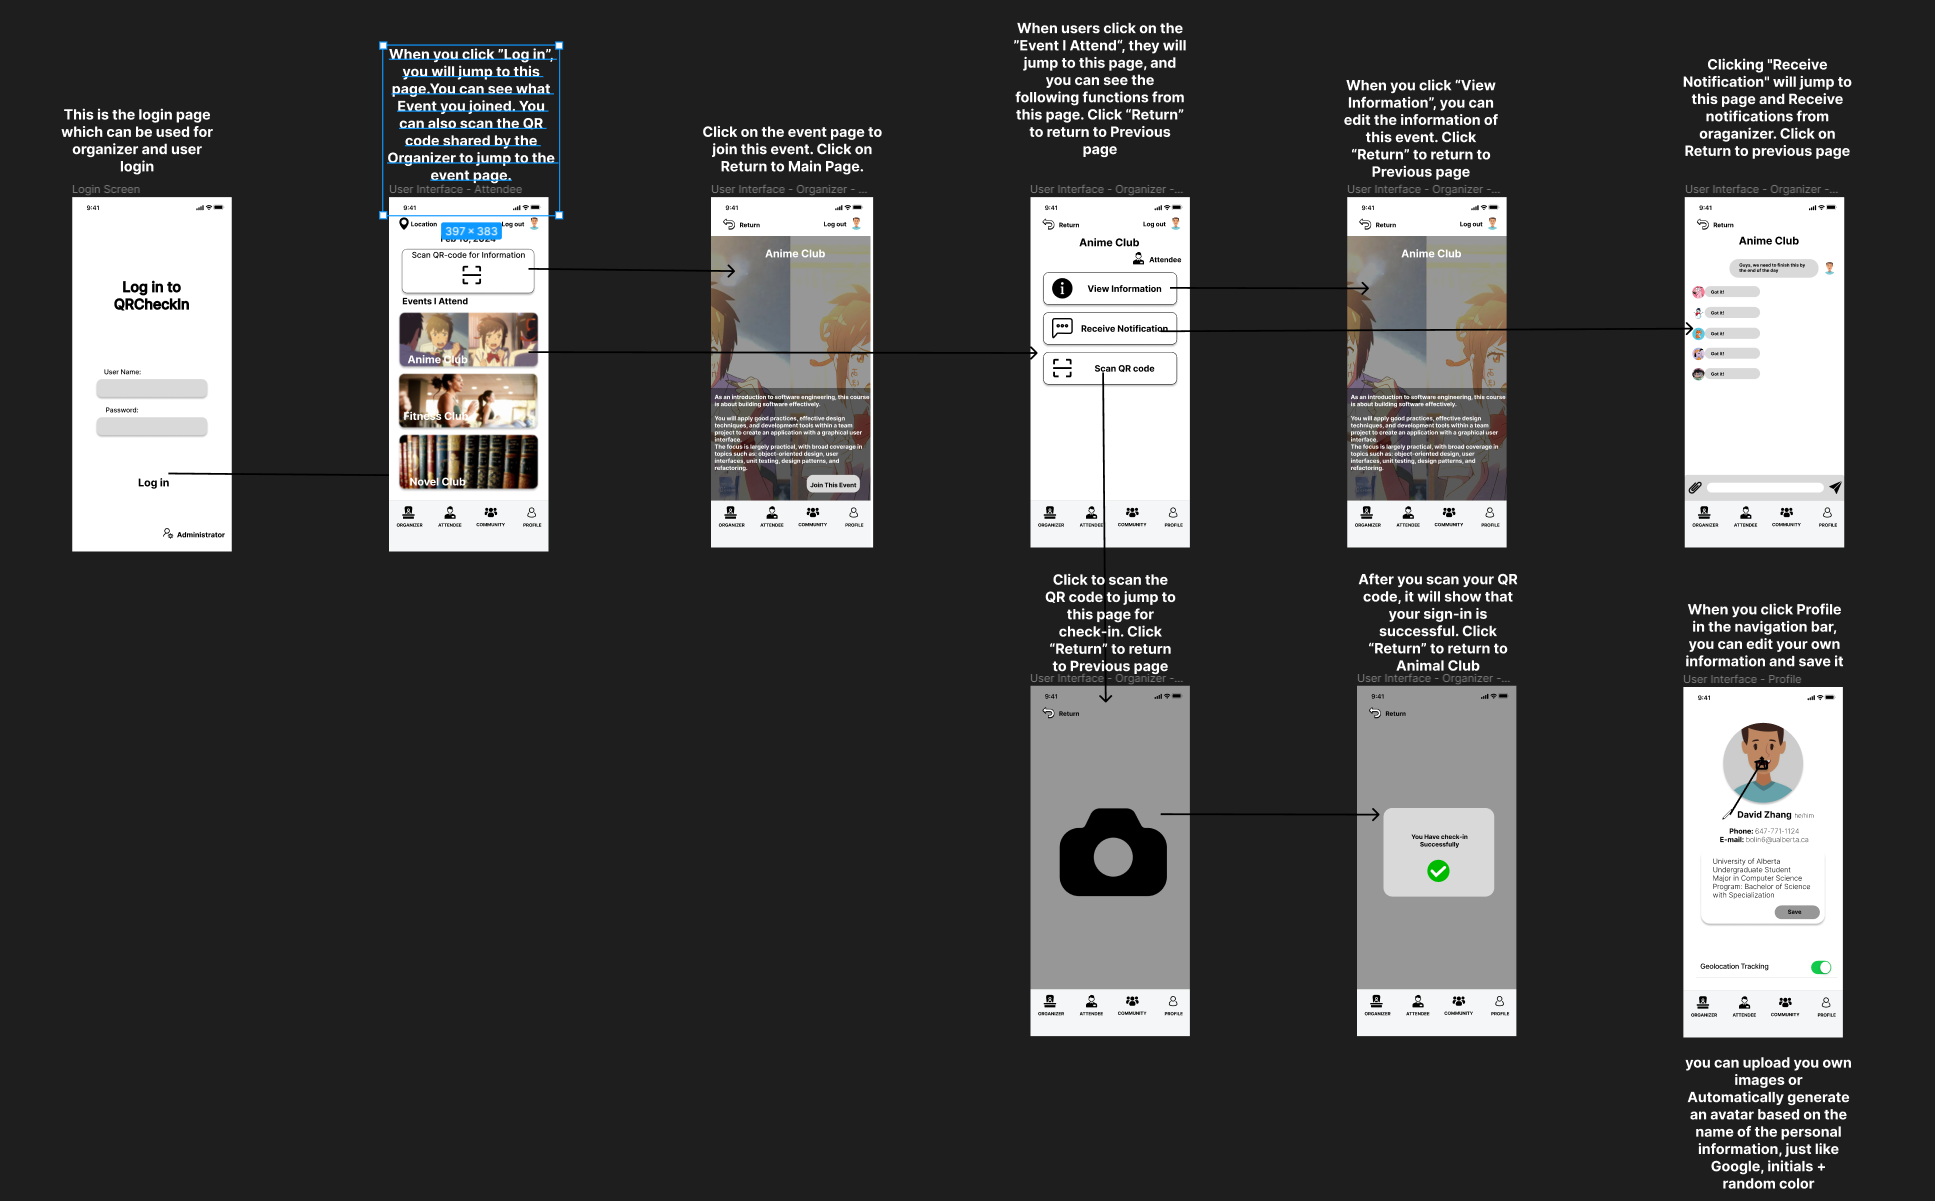 This is the login page
which can be used for
organizer and user
login
Login Screen
9:41
Log in to
QRCheckIn
User Name:
Password:
Log in
Administrator
When you click ”Log in”,
you will jump to this
page.You can see what
Event you joined. You
can also scan the QR
code shared by the
Organizer to jump to the
event page.
User Interface - Attendee
9:41
Location
Log out
397 × 383
Scan QR-code for Information
Events I Attend
Anime Club
Fitness Club
Novel Club
ORGANIZER
ATTENDEE
COMMUNITY
PROFILE
Click on the event page to
join this event. Click on
Return to Main Page.
User Interface - Organizer - ...
9:41
Return
Log out
Anime Club
As an introduction to software engineering, this course
is about building software effectively.
You will apply good practices, effective design
techniques, and development tools within a team
project to create an application with a graphical user
interface.
The focus is largely practical, with broad coverage in
topics such as: object-oriented design, user
interfaces, unit testing, design patterns, and
refactoring.
Join This Event
ORGANIZER
ATTENDEE
COMMUNITY
PROFILE
When users click on the
”Event I Attend“, they will
jump to this page, and
you can see the
following functions from
this page. Click “Return”
to return to Previous
page
User Interface - Organizer -...
9:41
Return
Log out
Anime Club
Attendee
View Information
Receive Notification
Scan QR code
ORGANIZER
ATTENDEE
COMMUNITY
PROFILE
When you click “View
Information”, you can
edit the information of
this event. Click
“Return” to return to
Previous page
User Interface - Organizer -...
9:41
Return
Log out
Anime Club
As an introduction to software engineering, this course
is about building software effectively.
You will apply good practices, effective design
techniques, and development tools within a team
project to create an application with a graphical user
interface.
The focus is largely practical, with broad coverage in
topics such as: object-oriented design, user
interfaces, unit testing, design patterns, and
refactoring.
ORGANIZER
ATTENDEE
COMMUNITY
PROFILE
Clicking "Receive
Notification" will jump to
this page and Receive
notifications from
oraganizer. Click on
Return to previous page
User Interface - Organizer -...
9:41
Return
Anime Club
Guys, we need to finish this by
the end of the day
Got it!
Got it!
Got it!
Got it!
Got it!
ORGANIZER
ATTENDEE
COMMUNITY
PROFILE
Click to scan the
QR code to jump to
this page for
check-in. Click
“Return” to return
to Previous page
User Interface - Organizer -...
9:41
Return
ORGANIZER
ATTENDEE
COMMUNITY
PROFILE
After you scan your QR
code, it will show that
your sign-in is
successful. Click
“Return” to return to
Animal Club
User Interface - Organizer -...
9:41
Return
You Have check-in
Successfully
ORGANIZER
ATTENDEE
COMMUNITY
PROFILE
When you click Profile
in the navigation bar,
you can edit your own
information and save it
User Interface - Profile
9:41
David Zhang he/him
Phone: 647-771-1124
E-mail: bolin6@ualberta.ca
University of Alberta
Undergraduate Student
Major in Computer Science
Program: Bachelor of Science
with Specialization
Save
Geolocation Tracking
ORGANIZER
ATTENDEE
COMMUNITY
PROFILE
you can upload you own
images or
Automatically generate
an avatar based on the
name of the personal
information, just like
Google, initials +
random color